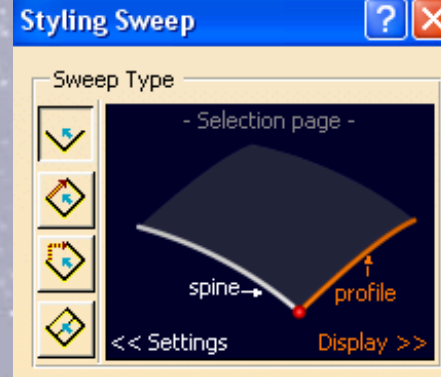 Styling Sweep ?
Sweep Type
- Selection page -
spine
profile
<< Settings Display >>